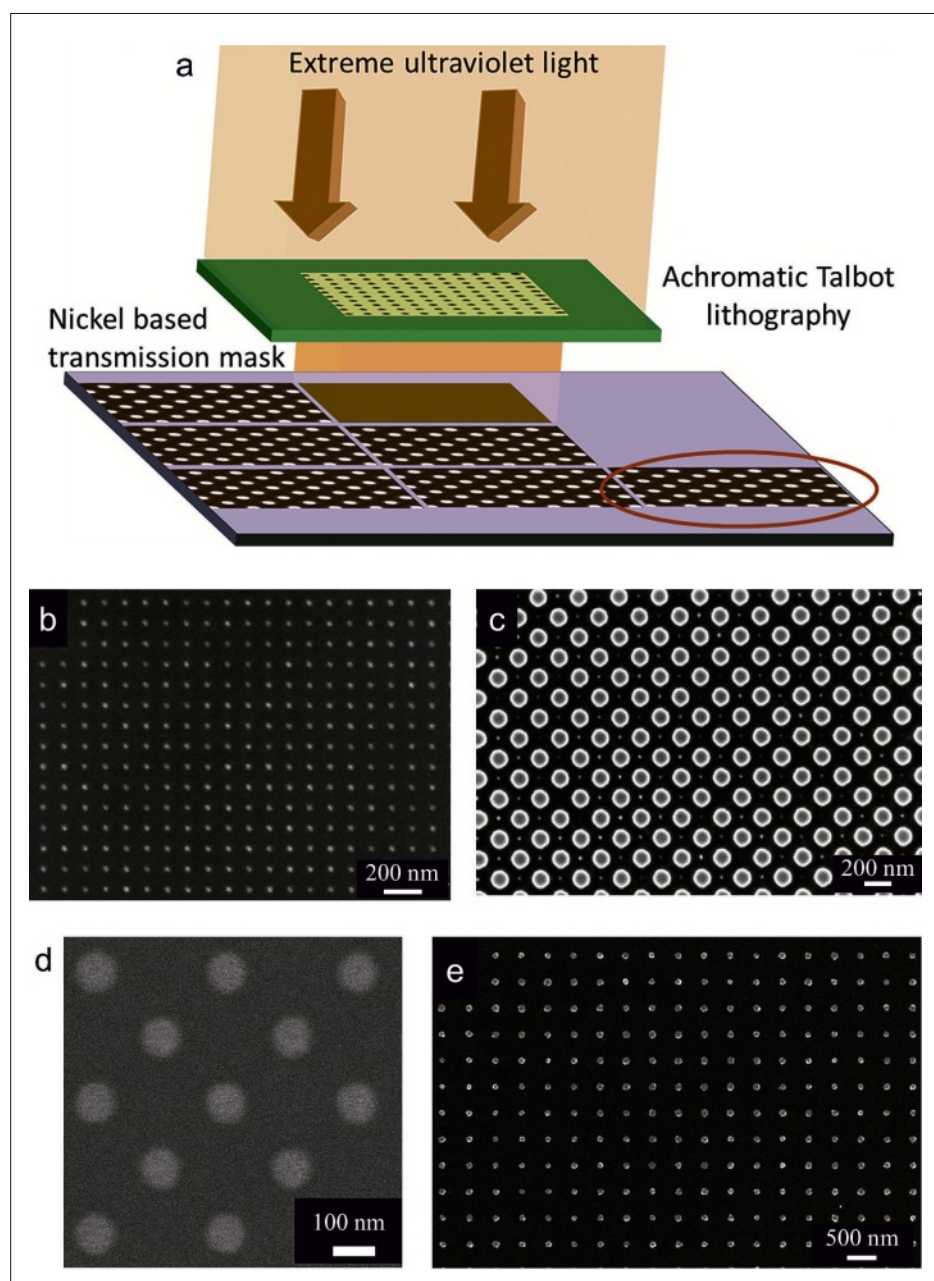 a
Extreme ultraviolet light
Achromatic Talbot
lithography
Nickel based
transmission mask
b
200 nm
c
200 nm
d
100 nm
e
500 nm